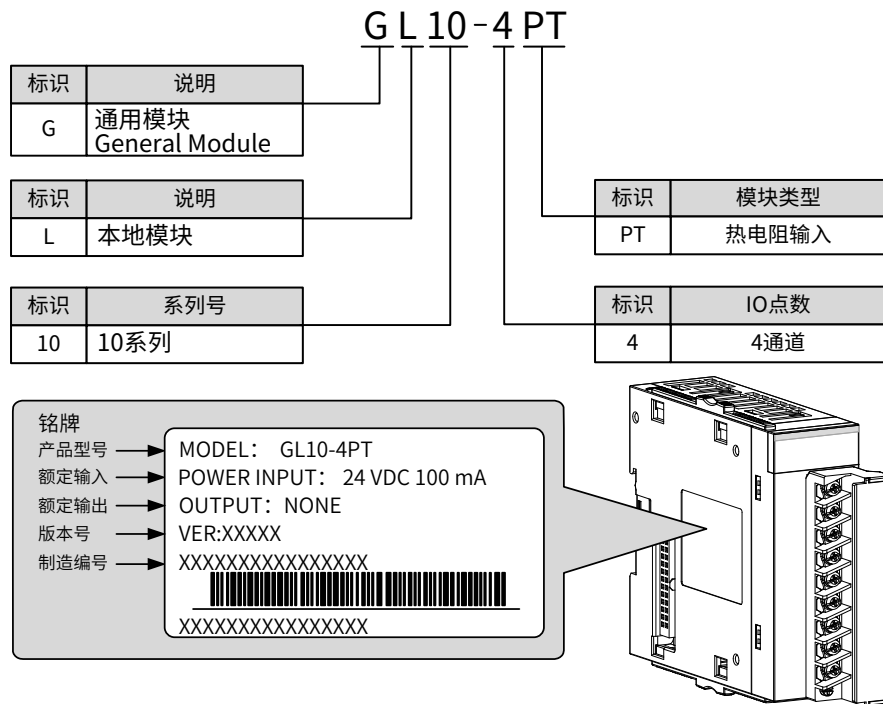 GL10-4PT
标识 说明
G 通用模块
General Module
标识 说明
L 本地模块
标识 模块类型
PT 热电阻输入
标识 系列号
10 10系列
标识 IO点数
4 4通道
铭牌
产品型号 MODEL： GL10-4PT
额定输入 POWER INPUT： 24 VDC 100 mA
额定输出 OUTPUT：NONE
版本号 VER:XXXXX
制造编号 XXXXXXXXXXXXXXXX
XXXXXXXXXXXXXXXX